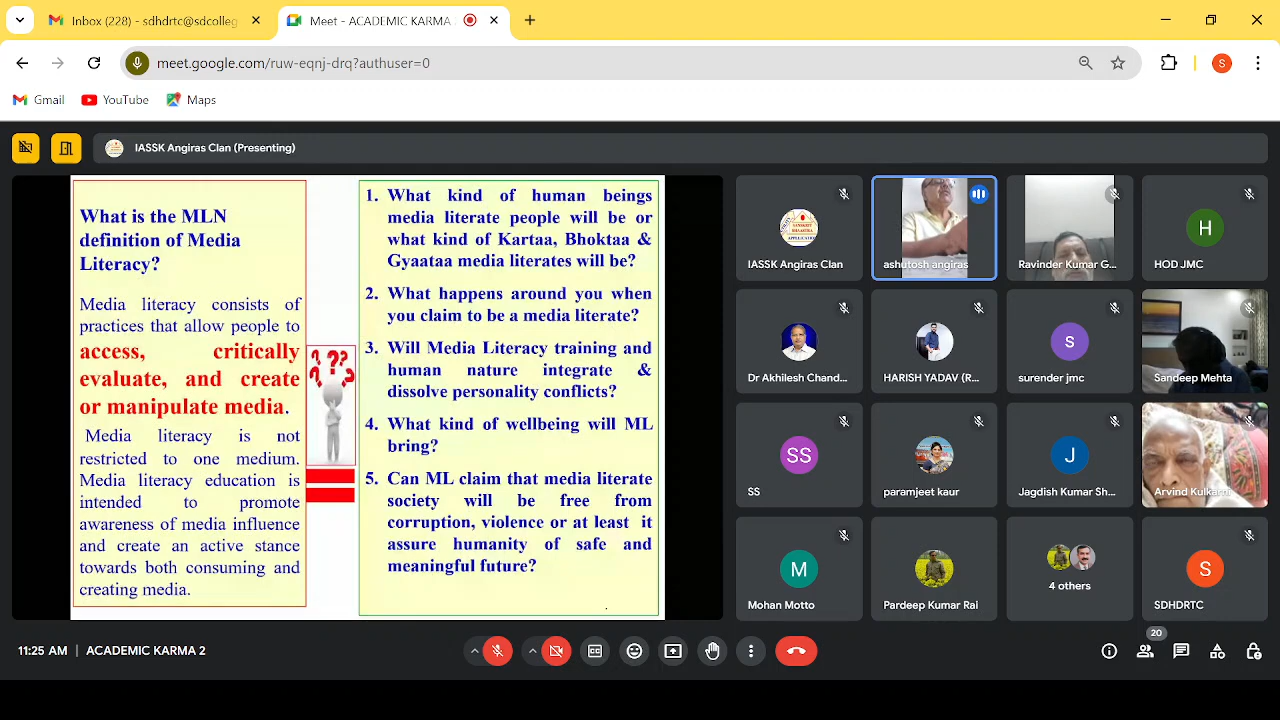 Inbox (228) - sdhdrtc@sdcolleg
Meet - ACADEMIC KARMA
meet.google.com/ruw-eqnj-drq?authuser=0
S
Gmail
YouTube
Maps
IASSK Angiras Clan (Presenting)
What is the MLN
definition of Media
Literacy?
Media literacy consists of
practices that allow people to
access, critically
evaluate, and create
or manipulate media.
Media literacy is not
restricted to one medium.
Media literacy education is
intended to promote
awareness of media influence
and create an active stance
towards both consuming and
creating media.
1. What kind of human beings
media literate people will be or
what kind of Kartaa, Bhoktaa &
Gyaataa media literates will be?
2. What happens around you when
you claim to be a media literate?
3. Will Media Literacy training and
human nature integrate &
dissolve personality conflicts?
4. What kind of wellbeing will ML
bring?
5. Can ML claim that media literate
society will be free from
corruption, violence or at least it
assure humanity of safe and
meaningful future?
IASSK Angiras Clan
ashutosh angiras
Ravinder Kumar G...
H
HOD JMC
Dr Akhilesh Chand...
HARISH YADAV (R...
s
surender jmc
Sandeep Mehta
SS
SS
paramjeet kaur
J
Jagdish Kumar Sh...
Arvind Kulkarni
M
Mohan Motto
Pardeep Kumar Rai
4 others
S
SDHDRTC
11:25 AM | ACADEMIC KARMA 2
20